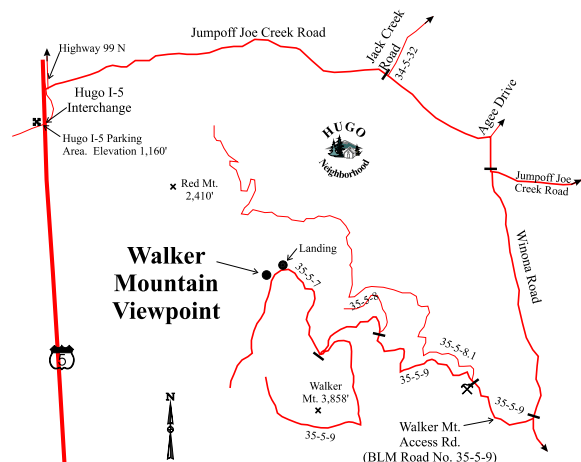 Jumpoff Joe Creek Road
Jack Creek
Road
34-5-32
Highway 99 N
Hugo I-5
Interchange
Hugo I-5 Parking
Area. Elevation 1,160'
Agee Drive
HUGO
Neighborhood
Jumpoff Joe
Creek Road
Red Mt.
2,410'
Walker
Mountain
Viewpoint
Landing
35-5-7
35-5-8
Winona Road
35-5-8.1
35-5-9
35-5-9
Walker
Mt. 3,858'
35-5-9
Walker Mt.
Access Rd.
(BLM Road No. 35-5-9)
5
N